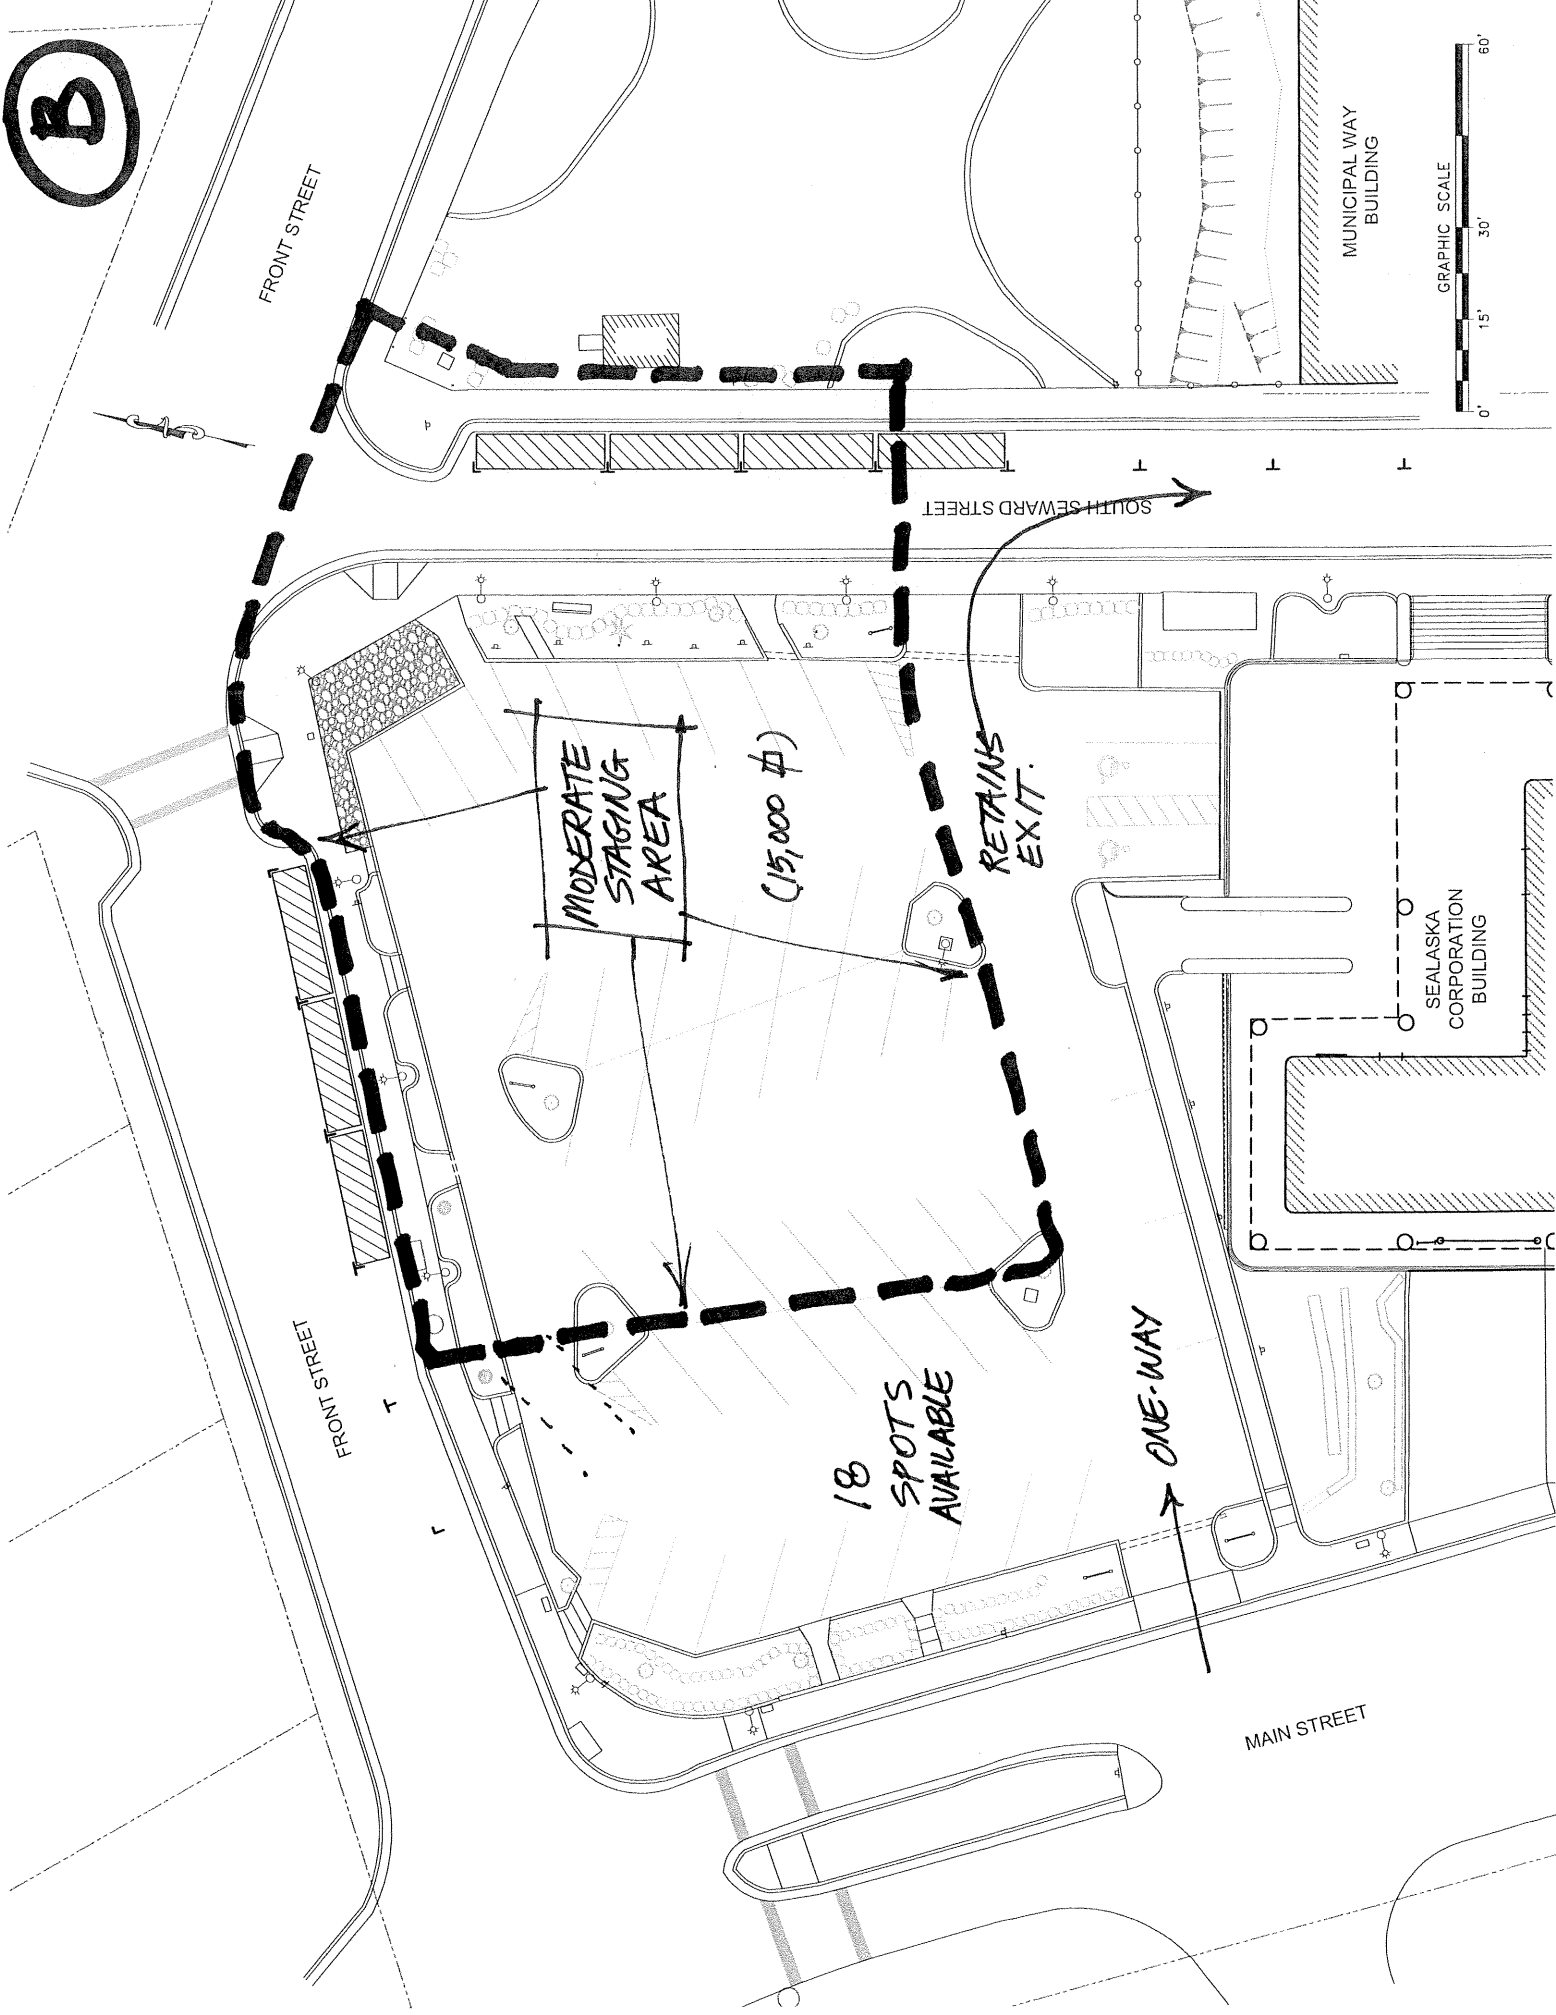 B
FRONT STREET
MUNICIPAL WAY
BUILDING
GRAPHIC SCALE
0' 15' 30' 60'
SOUTH SEWARD STREET
MODERATE
STAGING
AREA
(15,000 ⏍)
RETAINS
EXIT.
SEALASKA
CORPORATION
BUILDING
FRONT STREET
18
SPOTS
AVAILABLE
ONE-WAY
MAIN STREET